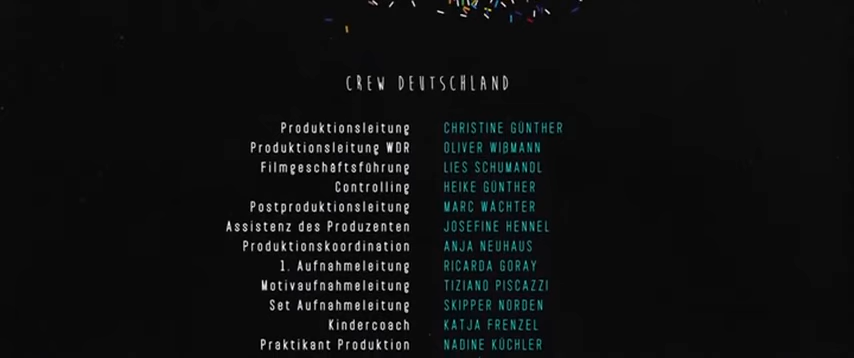 CREW DEUTSCHLAND
Produktionsleitung CHRISTINE GÜNTHER
Produktionsleitung WDR OLIVER WIßMANN
Filmgeschäftsführung LIES SCHUMANDL
Controlling HEIKE GÜNTHER
Postproduktionsleitung MARC WÄCHTER
Assistenz des Produzenten JOSEFINE HENNEL
Produktionskoordination ANJA NEUHAUS
1. Aufnahmeleitung RICARDA GORAY
Motivaufnahmeleitung TIZIANO PISCAZZI
Set Aufnahmeleitung SKIPPER NORDEN
Kindercoach KATJA FRENZEL
Praktikant Produktion NADINE KÜCHLER